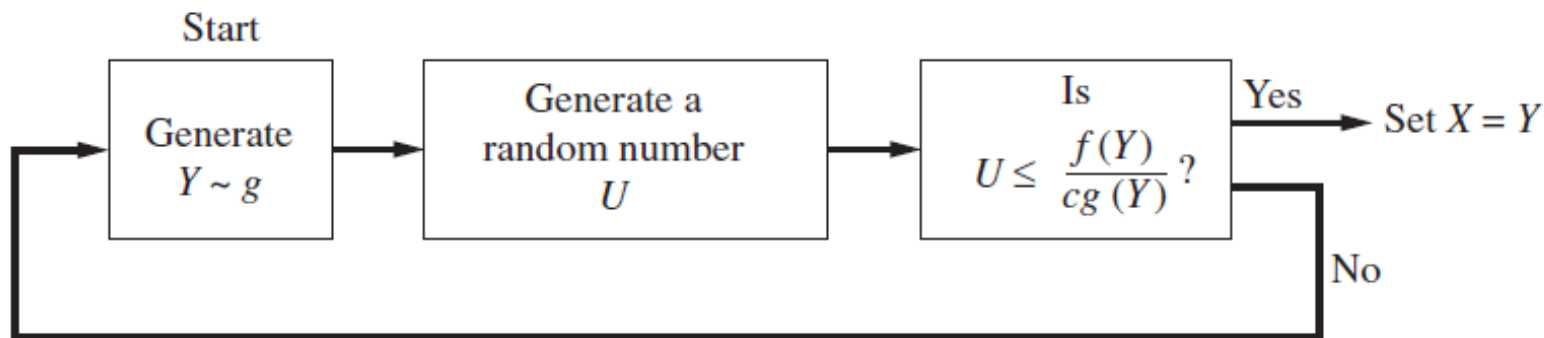 Start
Generate
Y ~ g
Generate a
random number
U
Is
U ≤ f(Y)/cg(Y) ?
Yes
Set X = Y
No